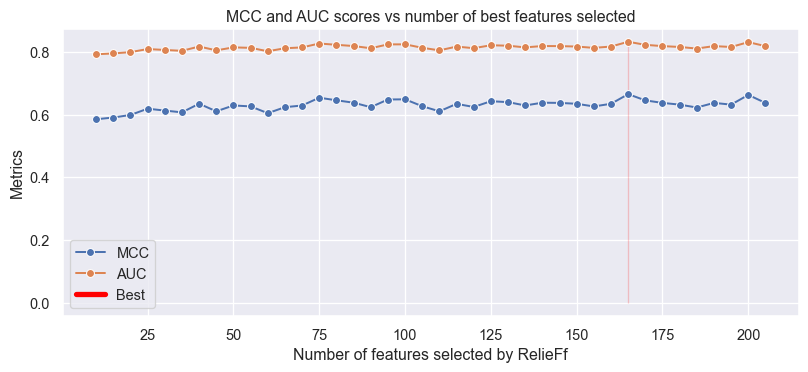 MCC and AUC scores vs number of best features selected
Metrics
0.8
0.6
0.4
0.2
0.0
MCC
AUC
Best
25 50 75 100 125 150 175 200
Number of features selected by RelieFf